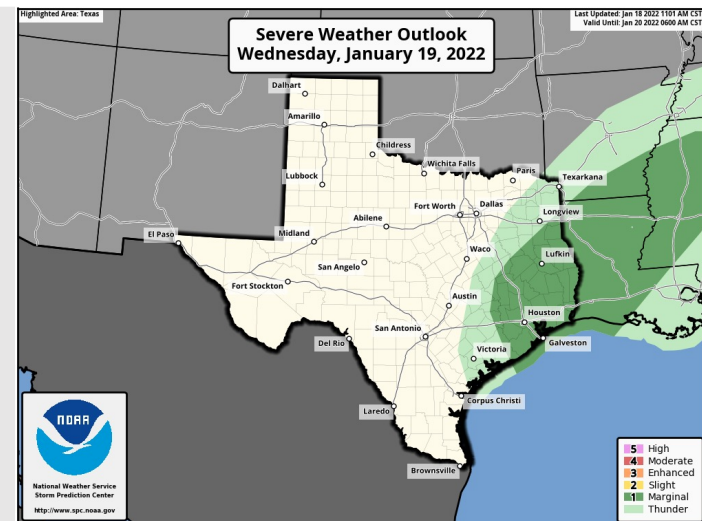 Highlighted Area: Texas
Severe Weather Outlook
Wednesday, January 19, 2022
Last Updated: Jan 18 2022 1101 AM CST
Valid Until: Jan 20 2022 0600 AM CST
Dalhart
Amarillo
Childress
Wichita Falls
Paris
Texarkana
Lubbock
Fort Worth
Dallas
Longview
Abilene
El Paso
Midland
Waco
Lufkin
San Angelo
Fort Stockton
Austin
Houston
San Antonio
Del Rio
Victoria
Galveston
Corpus Christi
Laredo
Brownsville
NOAA
National Weather Service
Storm Prediction Center
http://www.spc.noaa.gov
5 High
4 Moderate
3 Enhanced
2 Slight
1 Marginal
Thunder